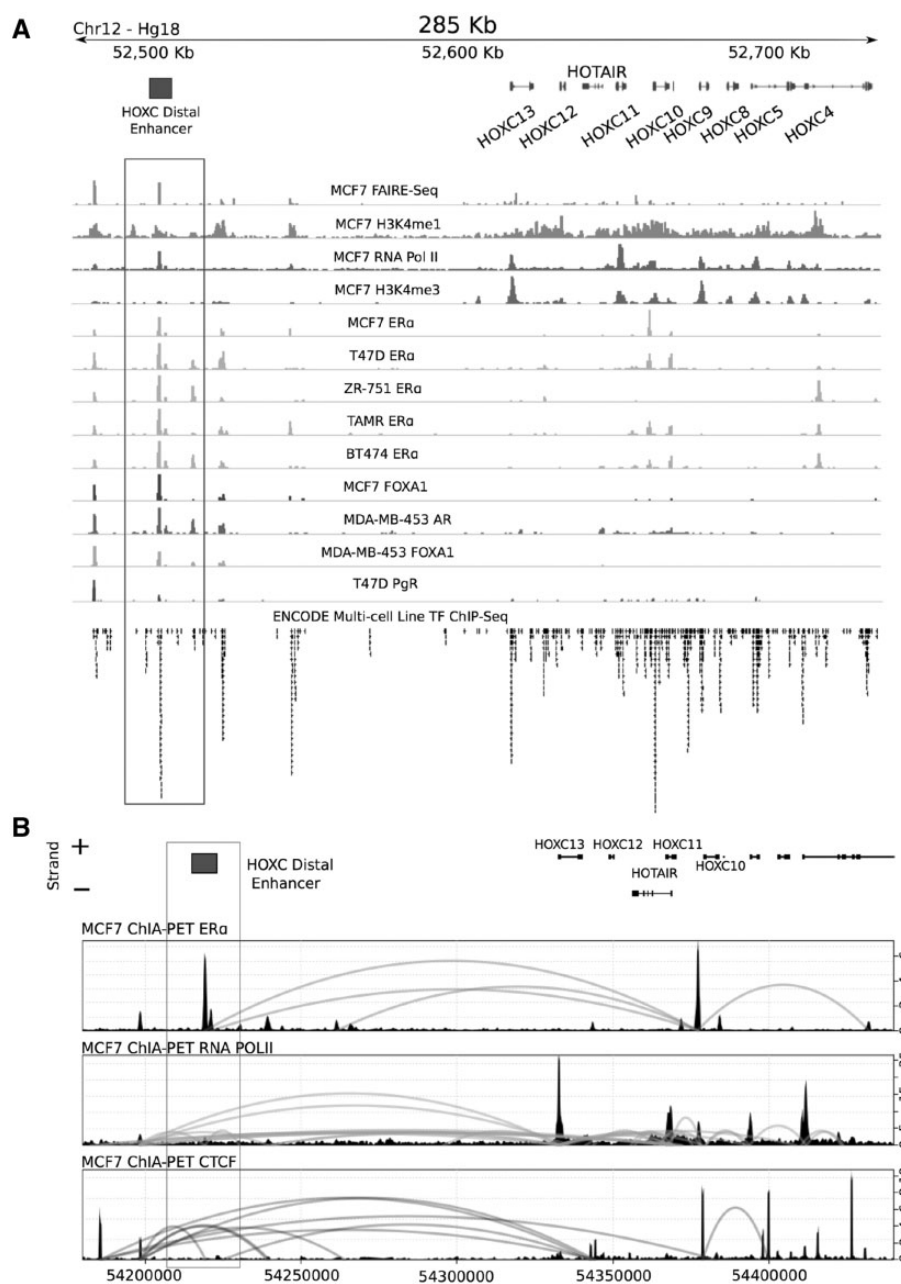 A
Chr12 - Hg18
285 Kb
52,500 Kb
52,600 Kb
52,700 Kb
HOTAIR
HOXC Distal
Enhancer
HOXC13
HOXC12
HOXC11
HOXC10
HOXC9
HOXC8
HOXC5
HOXC4
MCF7 FAIRE-Seq
MCF7 H3K4me1
MCF7 RNA Pol II
MCF7 H3K4me3
MCF7 ERα
T47D ERα
ZR-751 ERα
TAMR ERα
BT474 ERα
MCF7 FOXA1
MDA-MB-453 AR
MDA-MB-453 FOXA1
T47D PgR
ENCODE Multi-cell Line TF ChIP-Seq
B
Strand
+
−
HOXC Distal
Enhancer
HOXC13
HOXC12
HOXC11
HOXC10
HOTAIR
MCF7 ChIA-PET ERα
MCF7 ChIA-PET RNA POLII
MCF7 ChIA-PET CTCF
54200000
54250000
54300000
54350000
54400000